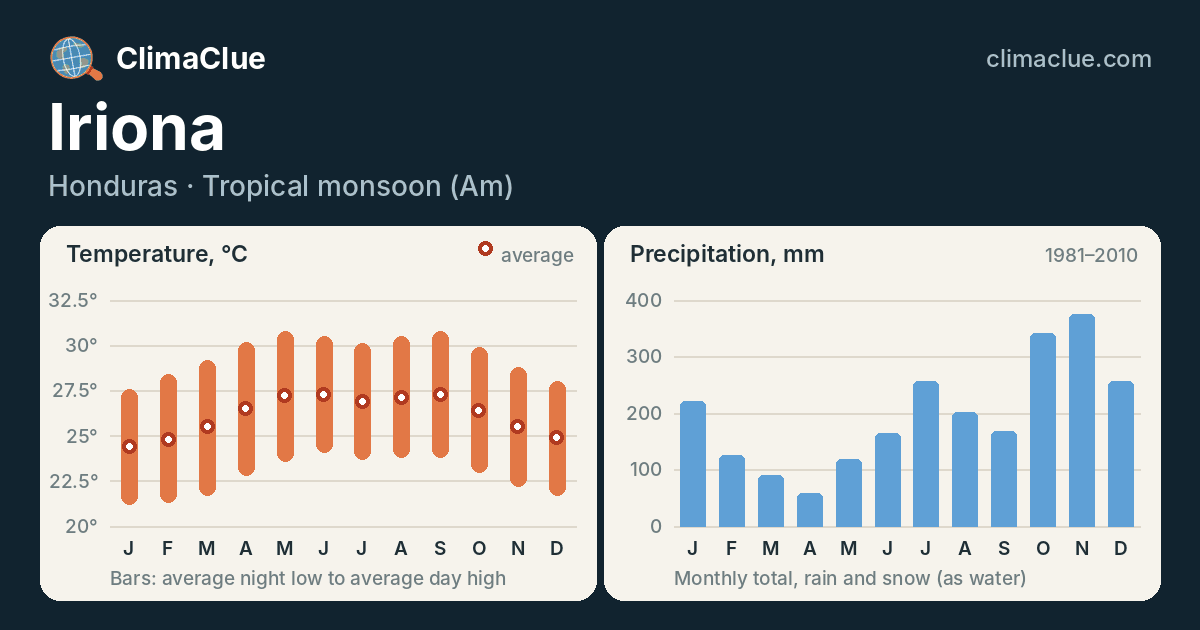 ClimaClue
climaclue.com
Iriona
Honduras · Tropical monsoon (Am)
Temperature, °C
average
32.5°
30°
27.5°
25°
22.5°
20°
J F M A M J J A S O N D
Bars: average night low to average day high
Precipitation, mm
1981–2010
400
300
200
100
0
J F M A M J J A S O N D
Monthly total, rain and snow (as water)